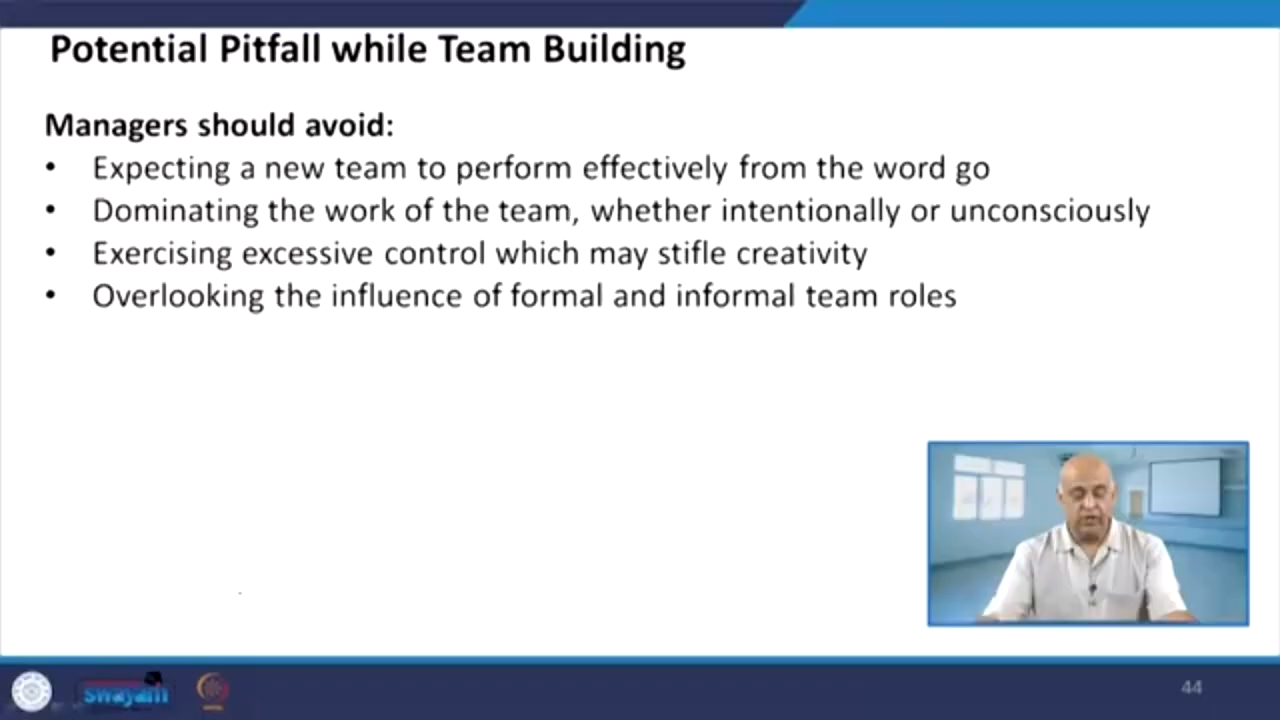 Potential Pitfall while Team Building
Managers should avoid:
• Expecting a new team to perform effectively from the word go
• Dominating the work of the team, whether intentionally or unconsciously
• Exercising excessive control which may stifle creativity
• Overlooking the influence of formal and informal team roles
swayam
44